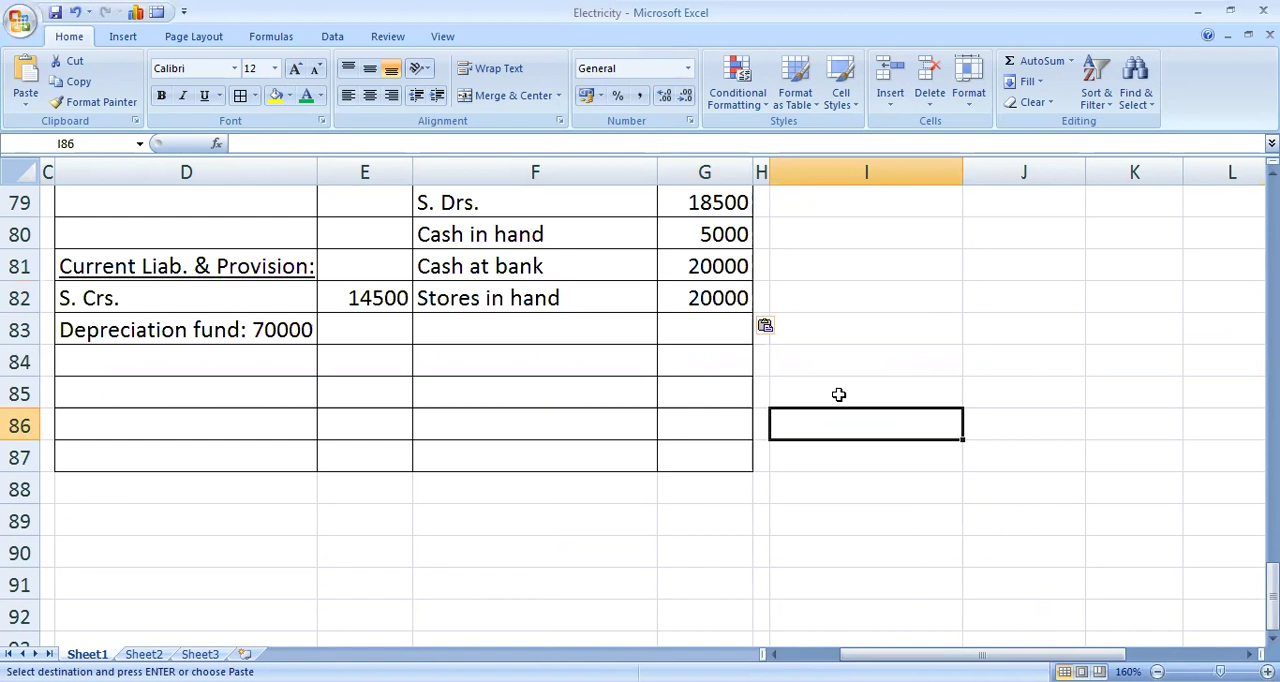 Electricity - Microsoft Excel
Home Insert Page Layout Formulas Data Review View
Paste Cut Copy Format Painter Clipboard
Calibri 12 B I U A A A Font
Wrap Text Merge & Center Alignment
General % , Number
Conditional Formatting Format as Table Cell Styles Styles
Insert Delete Format Cells
Σ AutoSum Fill Clear Sort & Filter Find & Select Editing
I86 fx
C D E F G H I J K L
79 S. Drs. 18500
80 Cash in hand 5000
81 Current Liab. & Provision: Cash at bank 20000
82 S. Crs. 14500 Stores in hand 20000
83 Depreciation fund: 70000
84
85
86
87
88
89
90
91
92
Sheet1 Sheet2 Sheet3
Select destination and press ENTER or choose Paste 160%